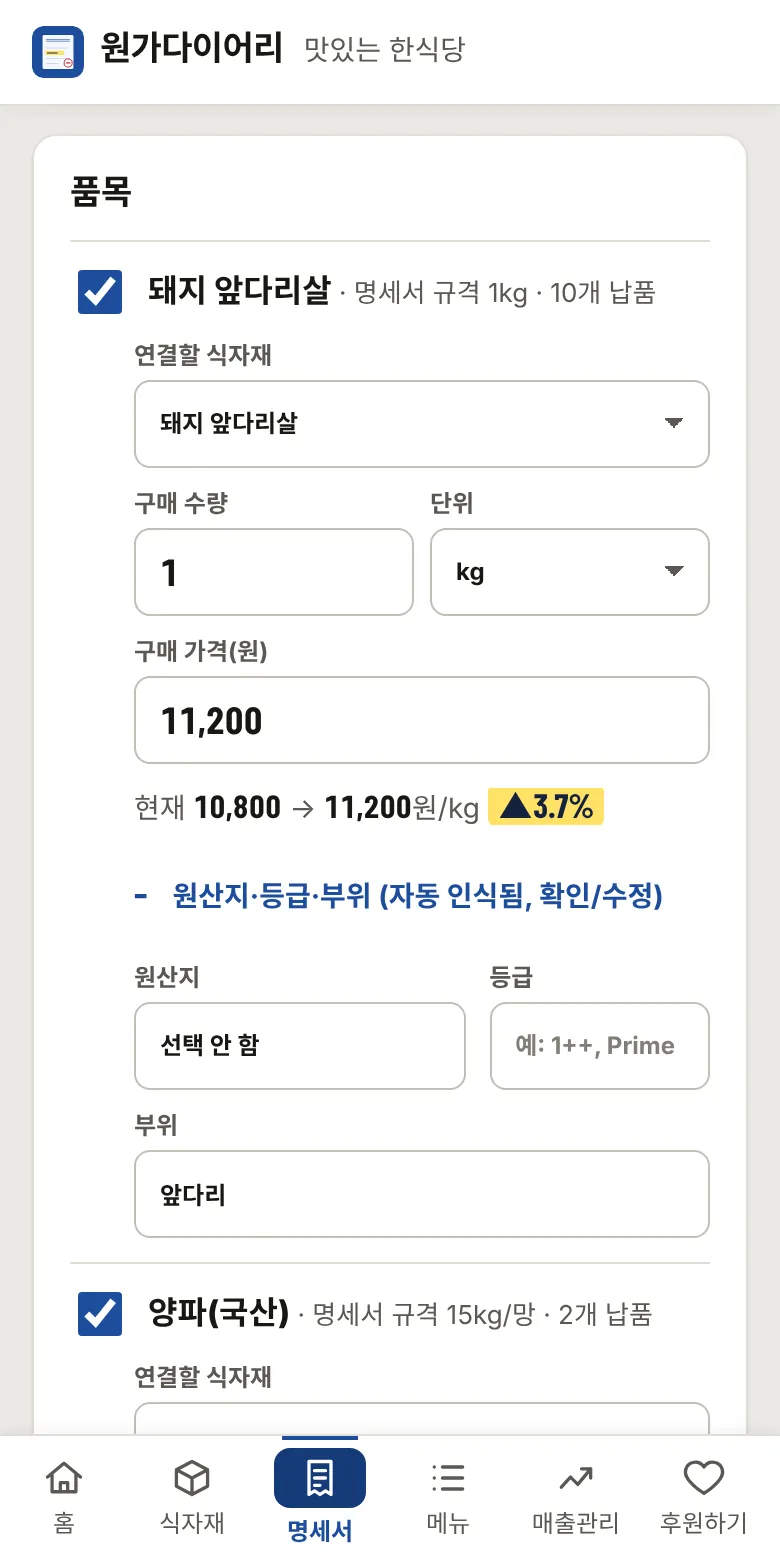 원가다이어리 맛있는 한식당
품목
돼지 앞다리살 · 명세서 규격 1kg · 10개 납품
연결할 식자재
돼지 앞다리살
구매 수량 단위
1 kg
구매 가격(원)
11,200
현재 10,800 → 11,200원/kg ▲3.7%
- 원산지·등급·부위 (자동 인식됨, 확인/수정)
원산지 등급
선택 안 함 예: 1++, Prime
부위
앞다리
양파(국산) · 명세서 규격 15kg/망 · 2개 납품
연결할 식자재
홈 식자재 명세서 메뉴 매출관리 후원하기